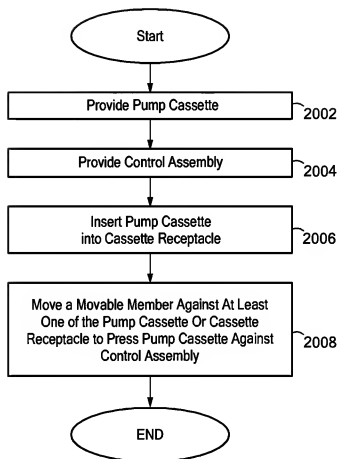 Start
Provide Pump Cassette
2002
Provide Control Assembly
2004
Insert Pump Cassette
into Cassette Receptacle
2006
Move a Movable Member Against At Least
One of the Pump Cassette Or Cassette
Receptacle to Press Pump Cassette Against
Control Assembly
2008
END